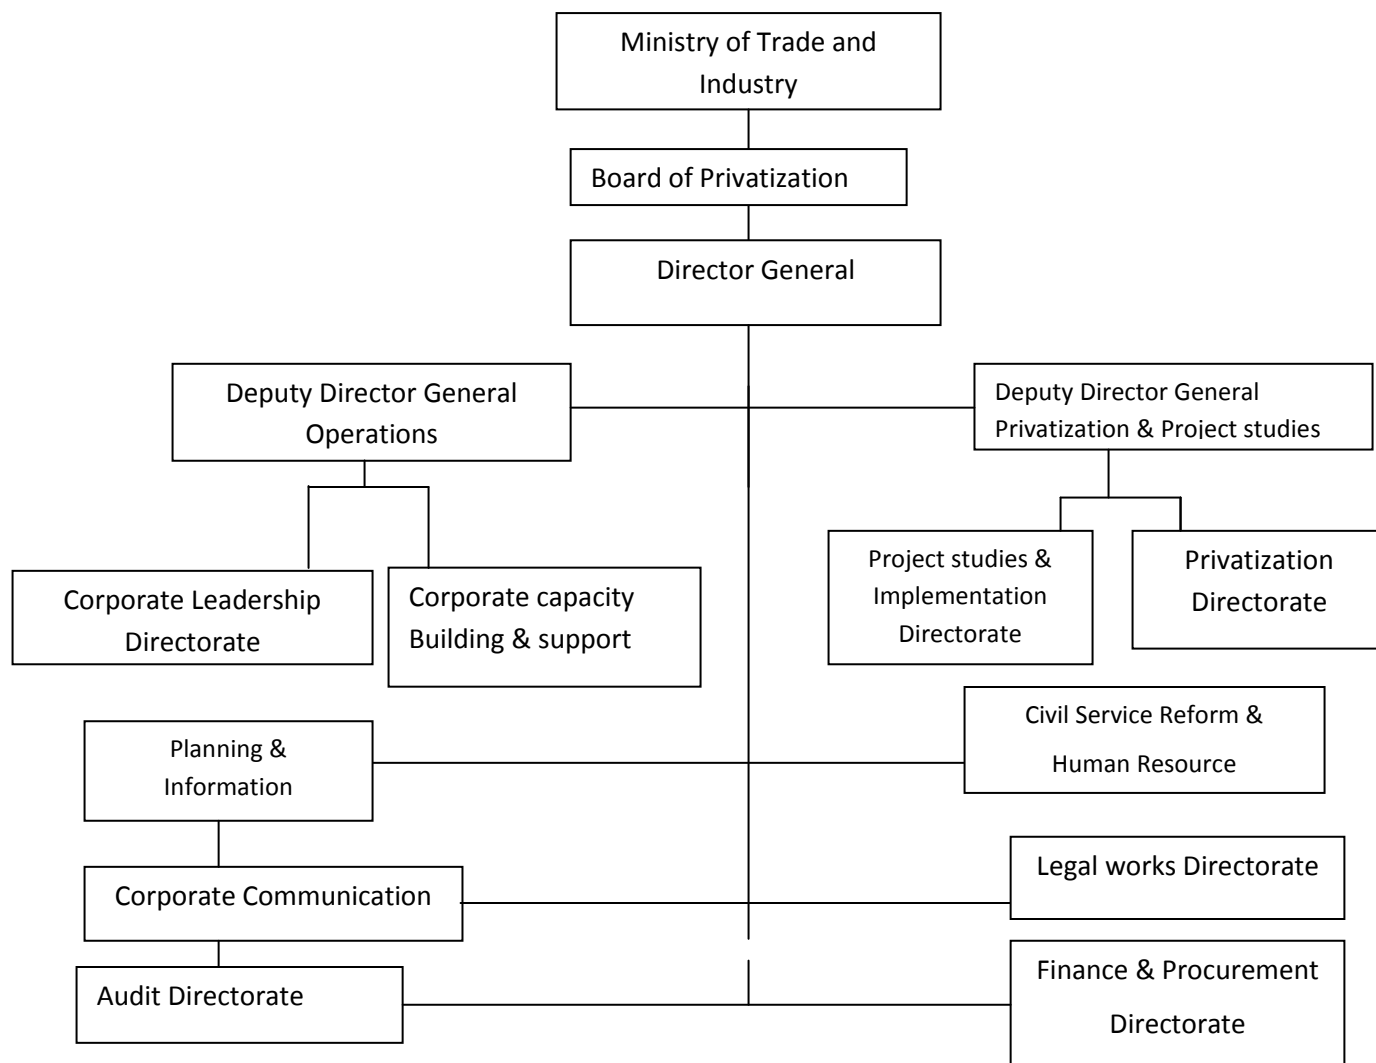 Ministry of Trade and
Industry
Board of Privatization
Director General
Deputy Director General
Operations
Deputy Director General
Privatization & Project studies
Project studies &
Implementation
Directorate
Privatization
Directorate
Corporate Leadership
Directorate
Corporate capacity
Building & support
Civil Service Reform &
Human Resource
Planning &
Information
Legal works Directorate
Corporate Communication
Finance & Procurement
Directorate
Audit Directorate